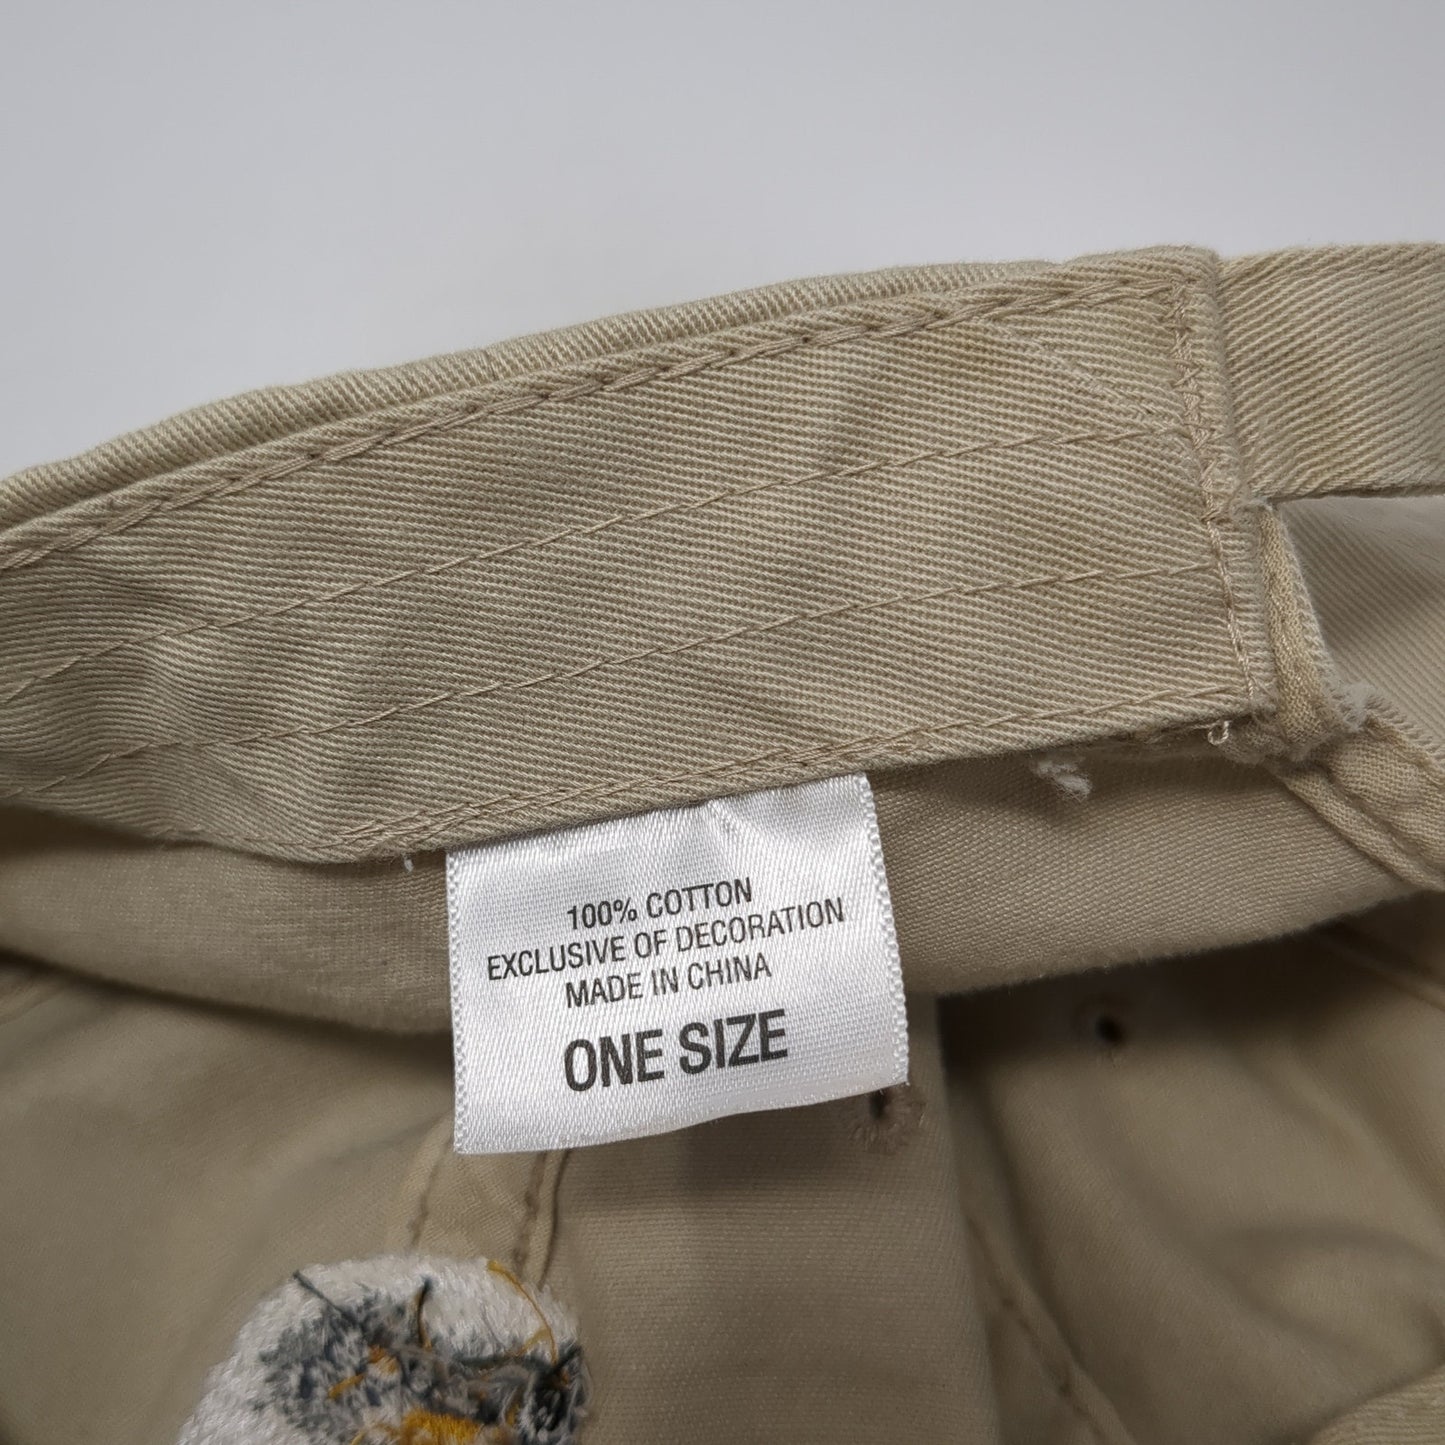 100% COTTON
EXCLUSIVE OF DECORATION
MADE IN CHINA
ONE SIZE